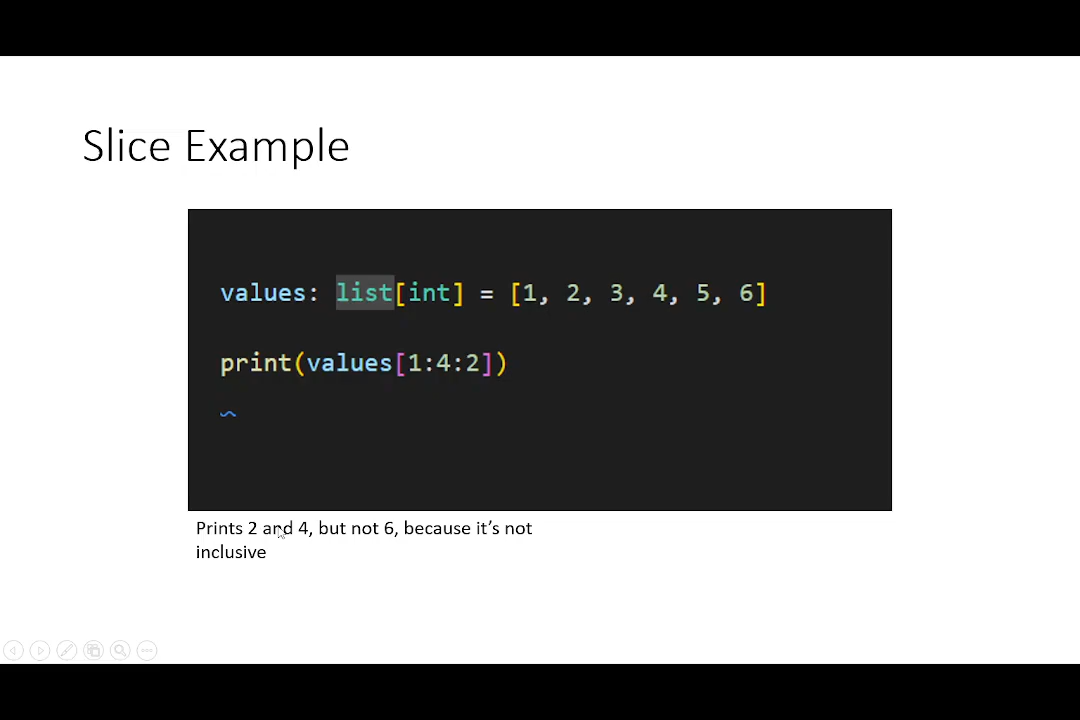 Slice Example
values: list[int] = [1, 2, 3, 4, 5, 6]
print(values[1:4:2])
Prints 2 and 4, but not 6, because it’s not
inclusive